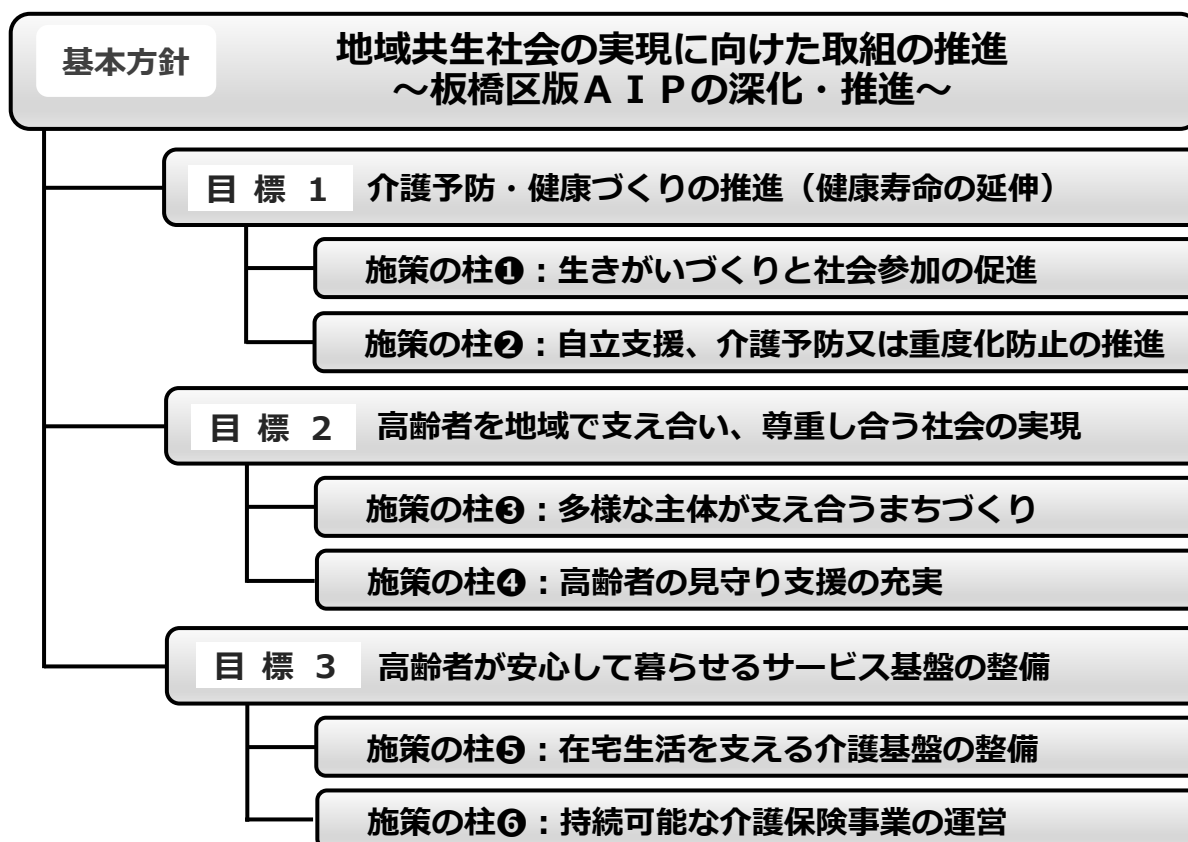 基本方針
地域共生社会の実現に向けた取組の推進
～板橋区版ＡＩＰの深化・推進～
目標１ 介護予防・健康づくりの推進（健康寿命の延伸）
施策の柱❶：生きがいづくりと社会参加の促進
施策の柱❷：自立支援、介護予防又は重度化防止の推進
目標２ 高齢者を地域で支え合い、尊重し合う社会の実現
施策の柱❸：多様な主体が支え合うまちづくり
施策の柱❹：高齢者の見守り支援の充実
目標３ 高齢者が安心して暮らせるサービス基盤の整備
施策の柱❺：在宅生活を支える介護基盤の整備
施策の柱❻：持続可能な介護保険事業の運営